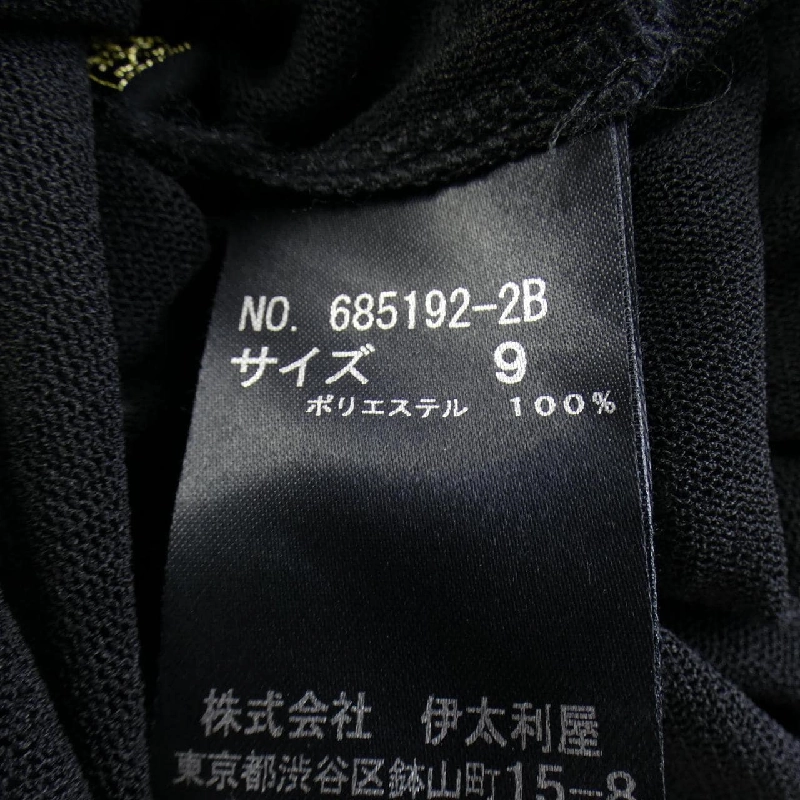 NO. 685192-2B
サイズ 9
ポリエステル 100%
株式会社 伊太利屋
東京都渋谷区鉢山町15-8